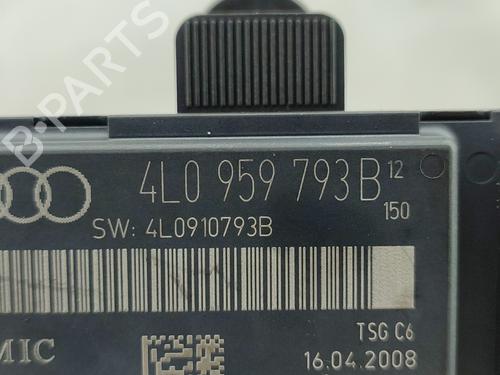 B-PARTS
4L0 959 793 B 12
150
SW: 4L0910793B
TSG C6
MIC
16.04.2008